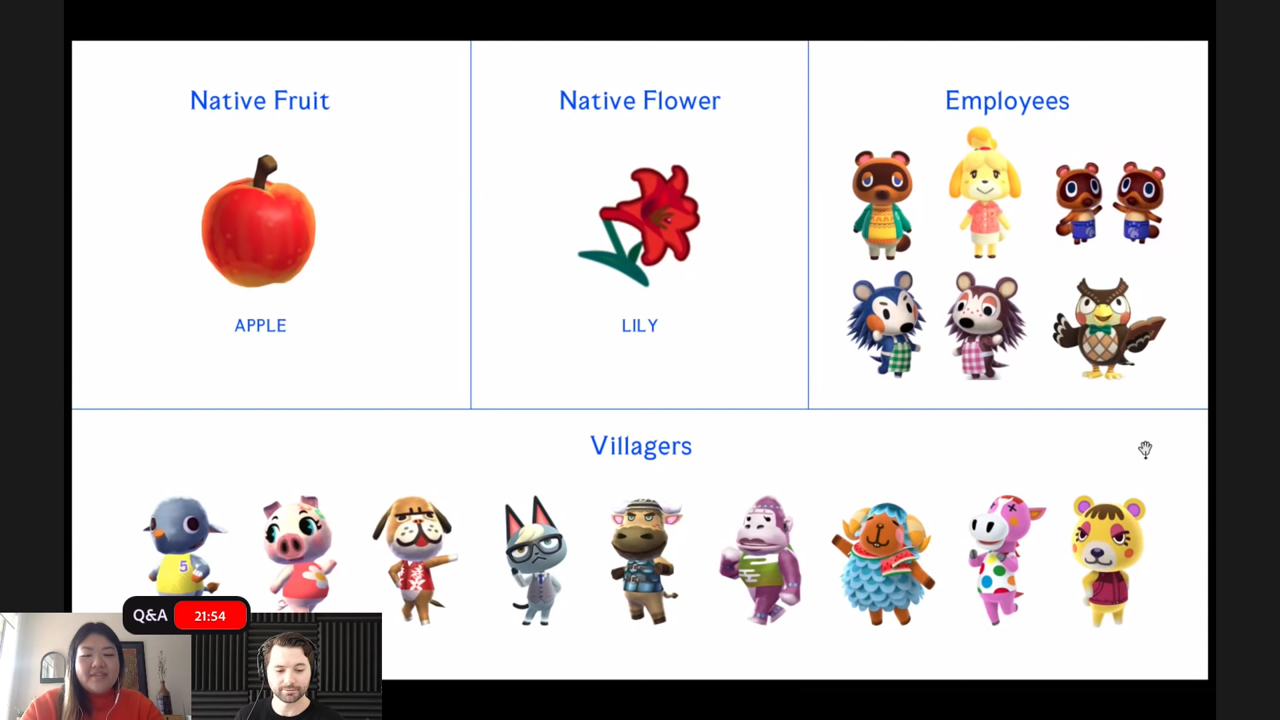 Native Fruit
Native Flower
Employees
APPLE
LILY
Villagers
5
Q&A 21:54